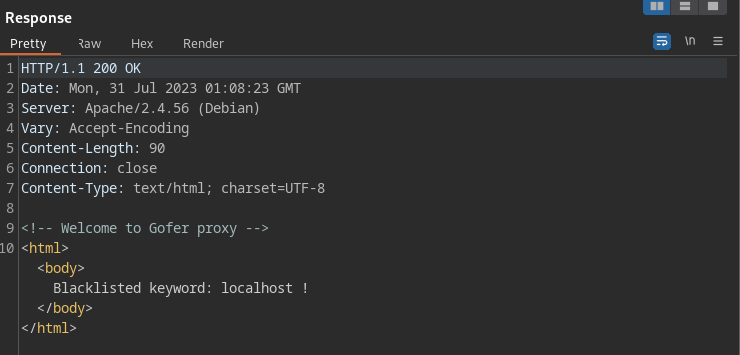 Response
Pretty Raw Hex Render \n
1 HTTP/1.1 200 OK
2 Date: Mon, 31 Jul 2023 01:08:23 GMT
3 Server: Apache/2.4.56 (Debian)
4 Vary: Accept-Encoding
5 Content-Length: 90
6 Connection: close
7 Content-Type: text/html; charset=UTF-8
8
9 <!-- Welcome to Gofer proxy -->
10 <html>
<body>
Blacklisted keyword: localhost !
</body>
</html>